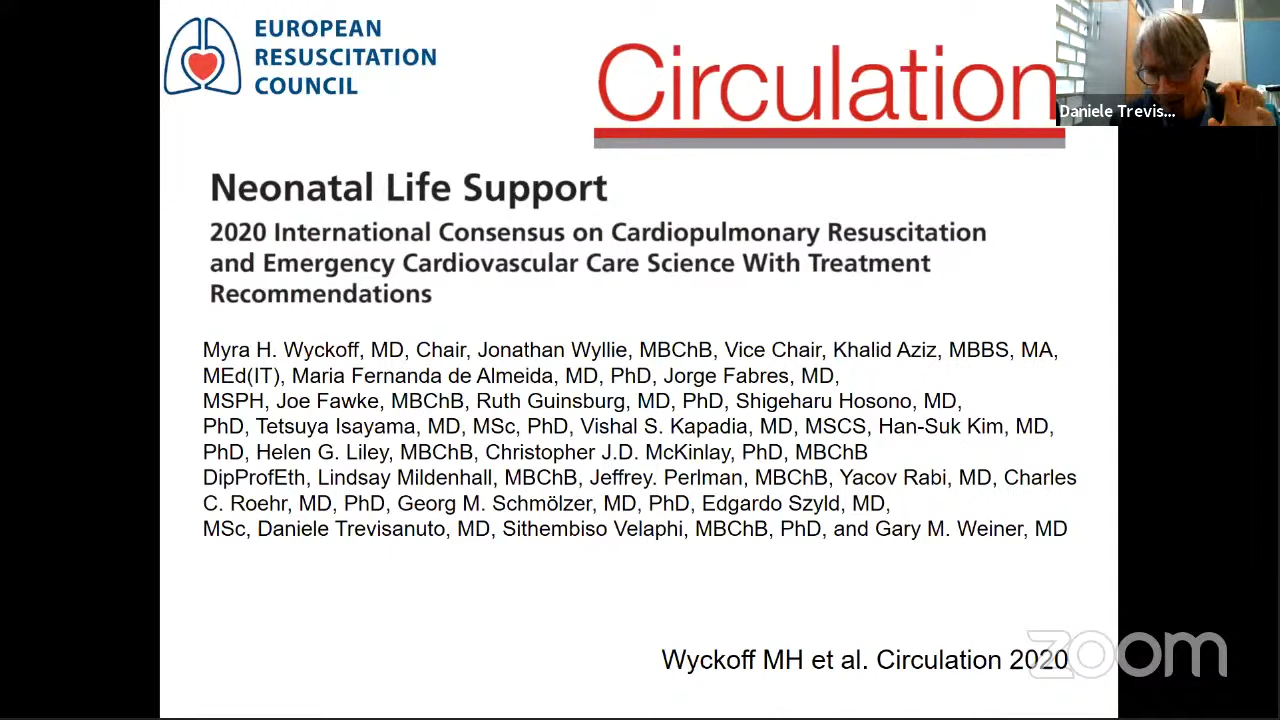 EUROPEAN
RESUSCITATION
COUNCIL
Circulation
Daniele Trevis...
Neonatal Life Support
2020 International Consensus on Cardiopulmonary Resuscitation
and Emergency Cardiovascular Care Science With Treatment
Recommendations
Myra H. Wyckoff, MD, Chair, Jonathan Wyllie, MBChB, Vice Chair, Khalid Aziz, MBBS, MA,
MEd(IT), Maria Fernanda de Almeida, MD, PhD, Jorge Fabres, MD,
MSPH, Joe Fawke, MBChB, Ruth Guinsburg, MD, PhD, Shigeharu Hosono, MD,
PhD, Tetsuya Isayama, MD, MSc, PhD, Vishal S. Kapadia, MD, MSCS, Han-Suk Kim, MD,
PhD, Helen G. Liley, MBChB, Christopher J.D. McKinlay, PhD, MBChB
DipProfEth, Lindsay Mildenhall, MBChB, Jeffrey. Perlman, MBChB, Yacov Rabi, MD, Charles
C. Roehr, MD, PhD, Georg M. Schmölzer, MD, PhD, Edgardo Szyld, MD,
MSc, Daniele Trevisanuto, MD, Sithembiso Velaphi, MBChB, PhD, and Gary M. Weiner, MD
Wyckoff MH et al. Circulation 2020
zoom